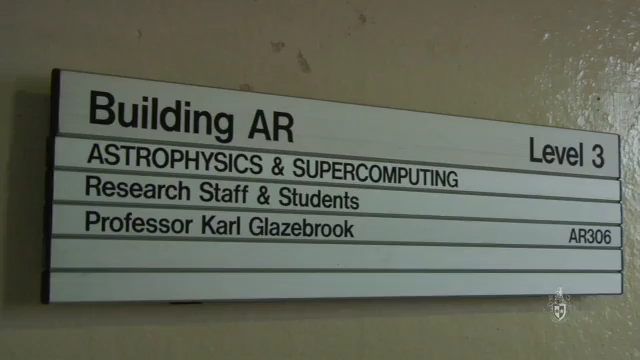 Building AR
Level 3
ASTROPHYSICS & SUPERCOMPUTING
Research Staff & Students
Professor Karl Glazebrook AR306